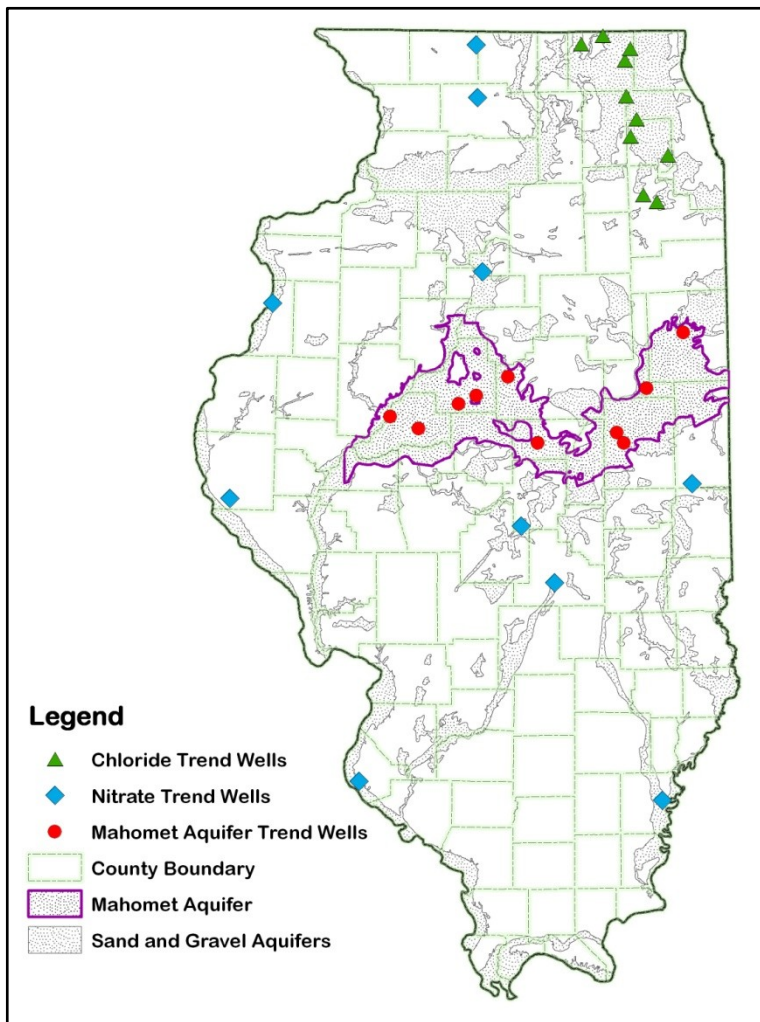 Legend
Chloride Trend Wells
Nitrate Trend Wells
Mahomet Aquifer Trend Wells
County Boundary
Mahomet Aquifer
Sand and Gravel Aquifers